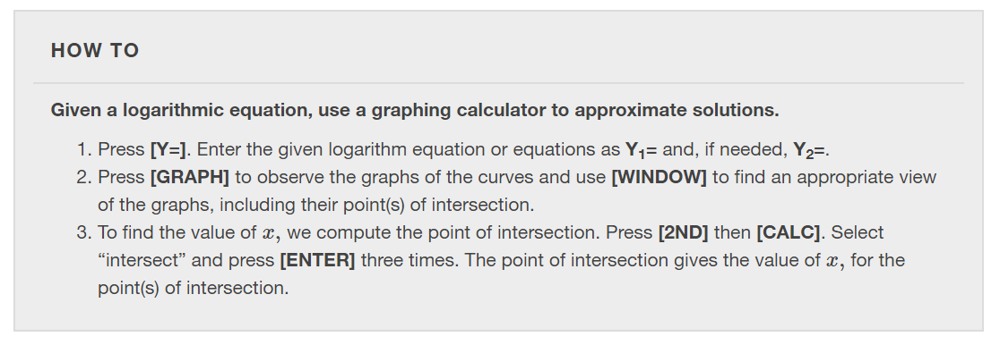 HOW TO
Given a logarithmic equation, use a graphing calculator to approximate solutions.
1. Press [Y=]. Enter the given logarithm equation or equations as Y₁= and, if needed, Y₂=.
2. Press [GRAPH] to observe the graphs of the curves and use [WINDOW] to find an appropriate view
of the graphs, including their point(s) of intersection.
3. To find the value of x, we compute the point of intersection. Press [2ND] then [CALC]. Select
“intersect” and press [ENTER] three times. The point of intersection gives the value of x, for the
point(s) of intersection.